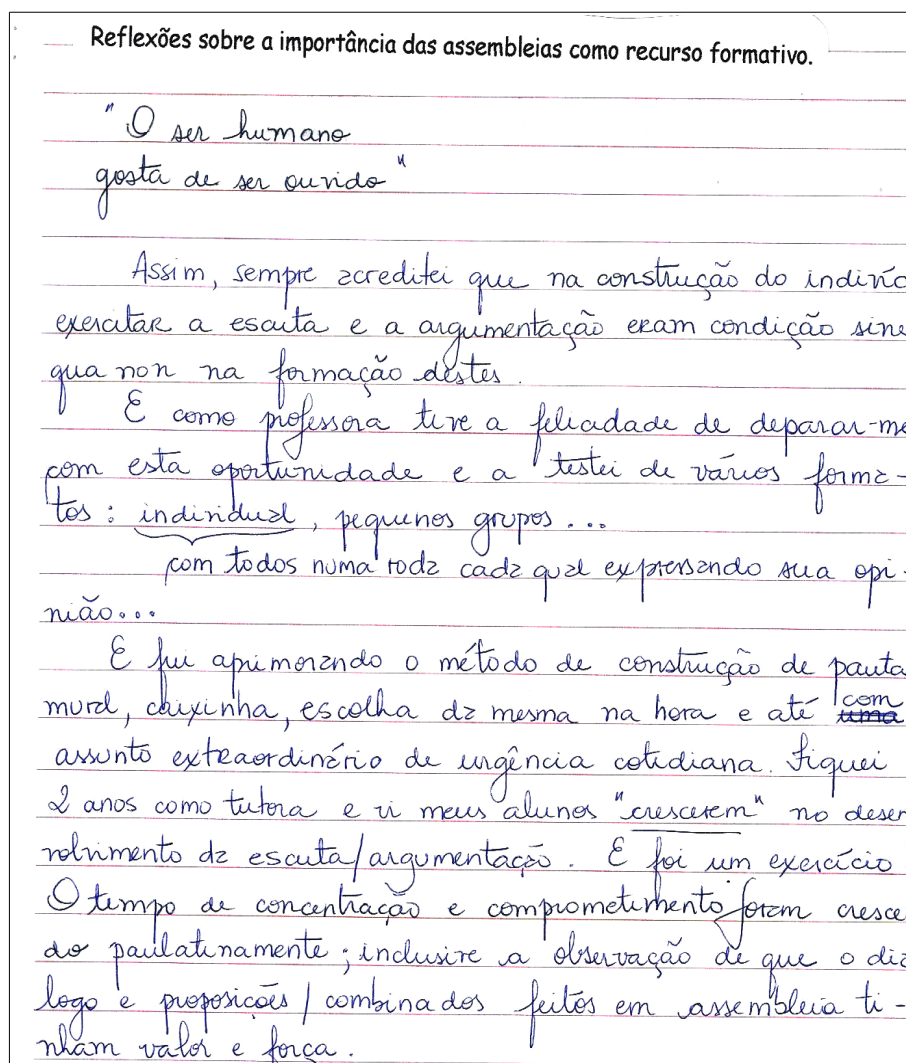 Reflexões sobre a importância das assembleias como recurso formativo.
"O ser humano
gosta de ser ouvido"
Assim, sempre acreditei que na construção do indivíc
exercitar a escuta e a argumentação eram condição sine
qua non na formação destes.
E como professora tive a felicadade de deparar-me
com esta oportunidade e a testei de vários forma-
tos: individual, pequenos grupos...
com todos numa roda cada qual expressando sua opi-
nião...
E fui aprimorando o método de construção de pauta
mural, caixinha, escolha da mesma na hora e até com
assunto extraordinário de urgência cotidiana. Fiquei
2 anos como tutora e vi meus alunos "crescerem" no desen
volvimento da escuta/argumentação. E foi um exercício
O tempo de concentração e comprometimento foram cresce
do paulatinamente; inclusive a observação de que o diá
logo e proposições/combinados feitos em assembleia ti-
nham valor e força.